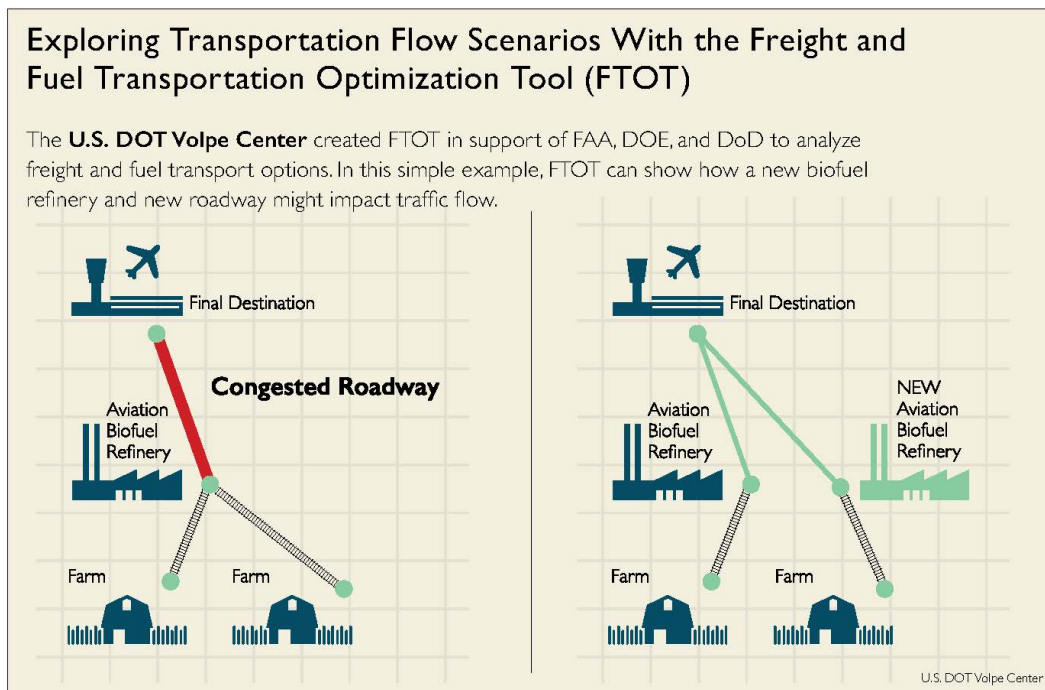 Exploring Transportation Flow Scenarios With the Freight and
Fuel Transportation Optimization Tool (FTOT)
The U.S. DOT Volpe Center created FTOT in support of FAA, DOE, and DoD to analyze
freight and fuel transport options. In this simple example, FTOT can show how a new biofuel
refinery and new roadway might impact traffic flow.
Final Destination
Congested Roadway
Aviation
Biofuel
Refinery
Farm
Farm
Final Destination
Aviation
Biofuel
Refinery
NEW
Aviation
Biofuel
Refinery
Farm
Farm
U.S. DOT Volpe Center